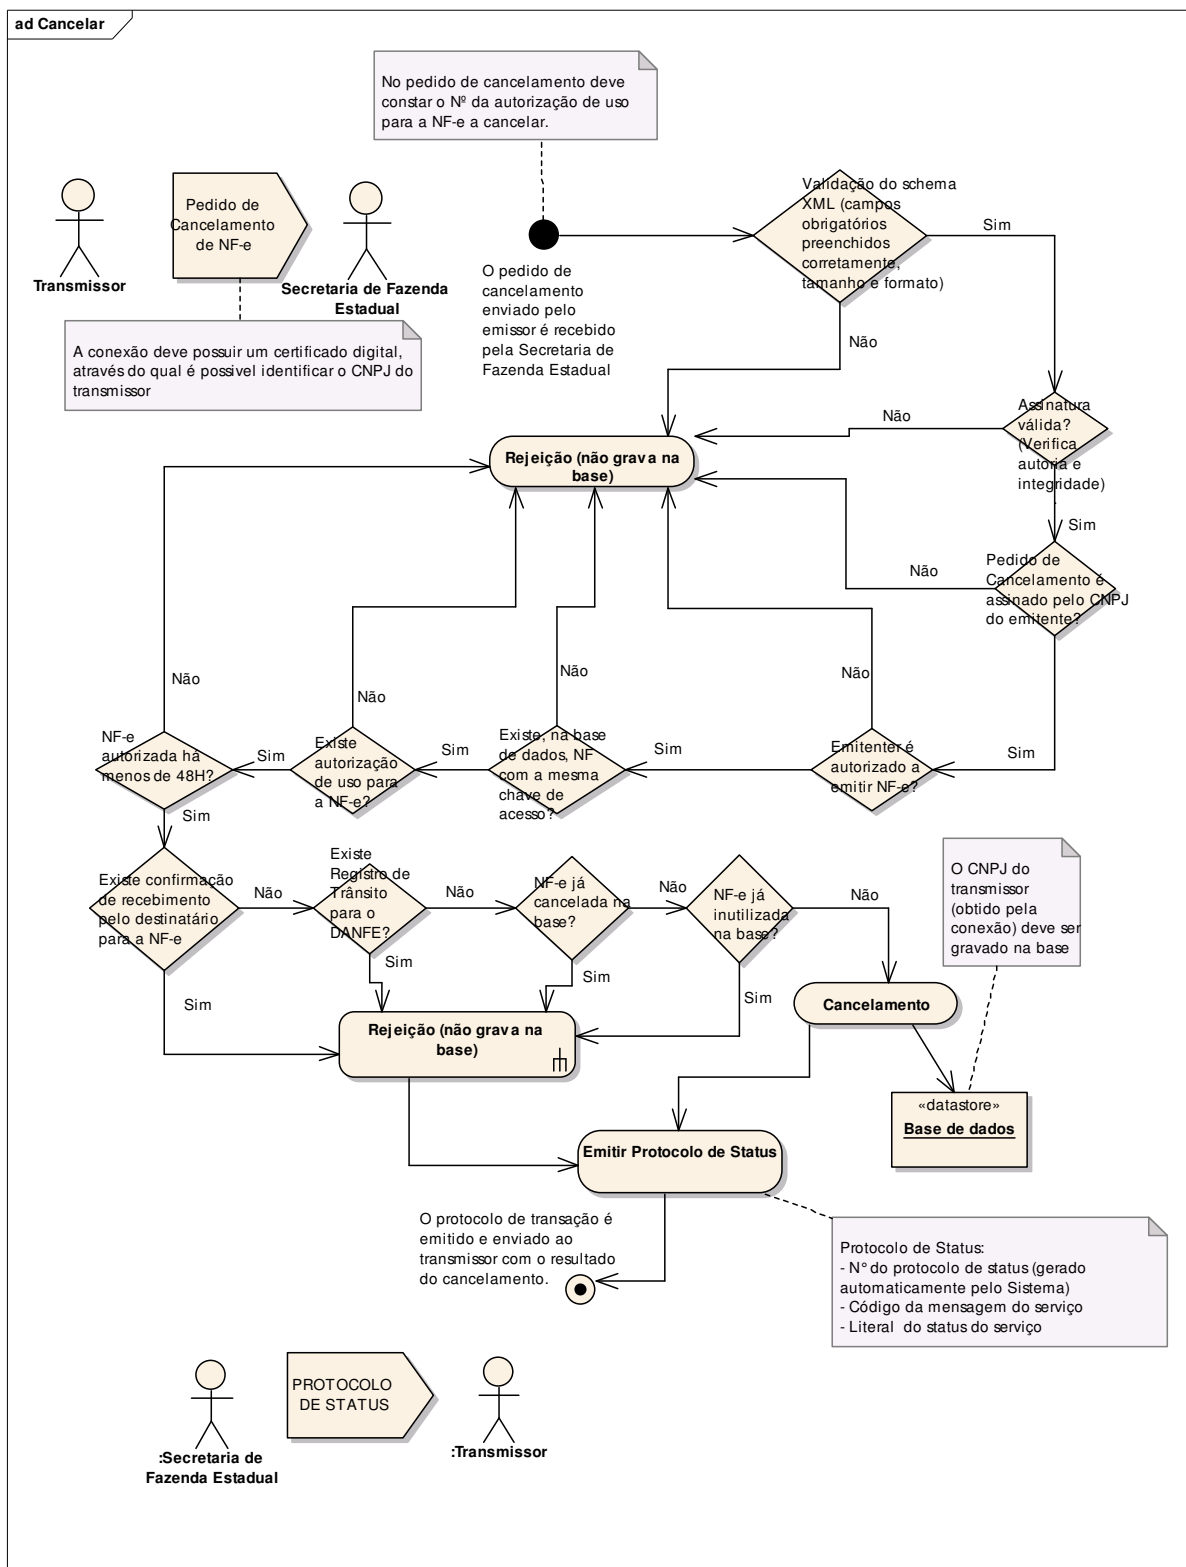 ad Cancelar
No pedido de cancelamento deve
constar o Nº da autorização de uso
para a NF-e a cancelar.
Transmissor
Pedido de
Cancelamento
de NF-e
Secretaria de Fazenda
Estadual
A conexão deve possuir um certificado digital,
através do qual é possivel identificar o CNPJ do
transmissor
O pedido de
cancelamento
enviado pelo
emissor é recebido
pela Secretaria de
Fazenda Estadual
Validação do schema
XML (campos
obrigatórios
preenchidos
corretamente,
tamanho e formato)
Sim
Não
Assinatura
válida?
(Verifica
autoria e
integridade)
Não
Sim
Rejeição (não grava na
base)
Pedido de
Cancelamento é
assinado pelo CNPJ
do emitente?
Não
Sim
Emitenter é
autorizado a
emitir NF-e?
Não
Sim
Existe, na base
de dados, NF
com a mesma
chave de
acesso?
Não
Sim
Existe
autorização
de uso para
a NF-e?
Não
Sim
NF-e
autorizada há
menos de 48H?
Não
Sim
Existe confirmação
de recebimento
pelo destinatário
para a NF-e
Não
Sim
Existe
Registro de
Trânsito
para o
DANFE?
Não
Sim
NF-e já
cancelada na
base?
Não
Sim
NF-e já
inutilizada
na base?
Não
Sim
O CNPJ do
transmissor
(obtido pela
conexão) deve ser
gravado na base
Cancelamento
Rejeição (não grava na
base)
«datastore»
Base de dados
Emitir Protocolo de Status
O protocolo de transação é
emitido e enviado ao
transmissor com o resultado
do cancelamento.
Protocolo de Status:
- N° do protocolo de status (gerado
automaticamente pelo Sistema)
- Código da mensagem do serviço
- Literal do status do serviço
:Secretaria de
Fazenda Estadual
PROTOCOLO
DE STATUS
:Transmissor